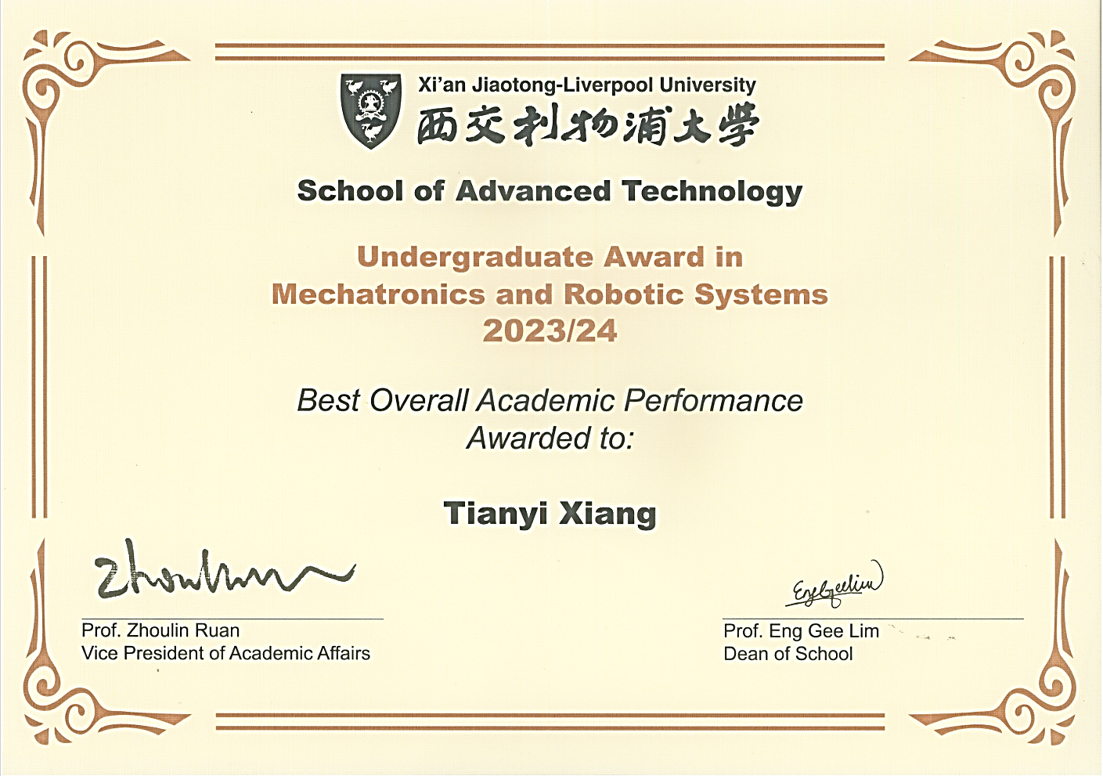 Xi'an Jiaotong-Liverpool University
西交利物浦大學
School of Advanced Technology
Undergraduate Award in
Mechatronics and Robotic Systems
2023/24
Best Overall Academic Performance
Awarded to:
Tianyi Xiang
Prof. Zhoulin Ruan
Vice President of Academic Affairs
Prof. Eng Gee Lim
Dean of School